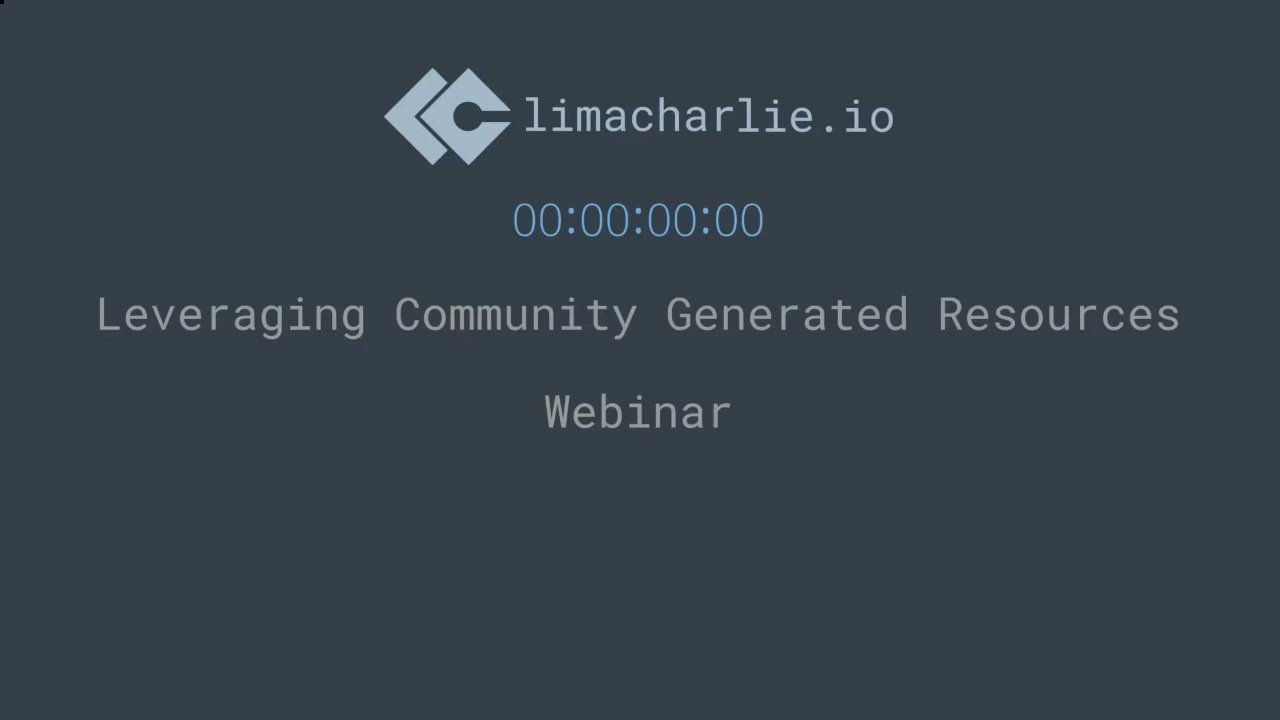 limacharlie.io
00:00:00:00
Leveraging Community Generated Resources
Webinar